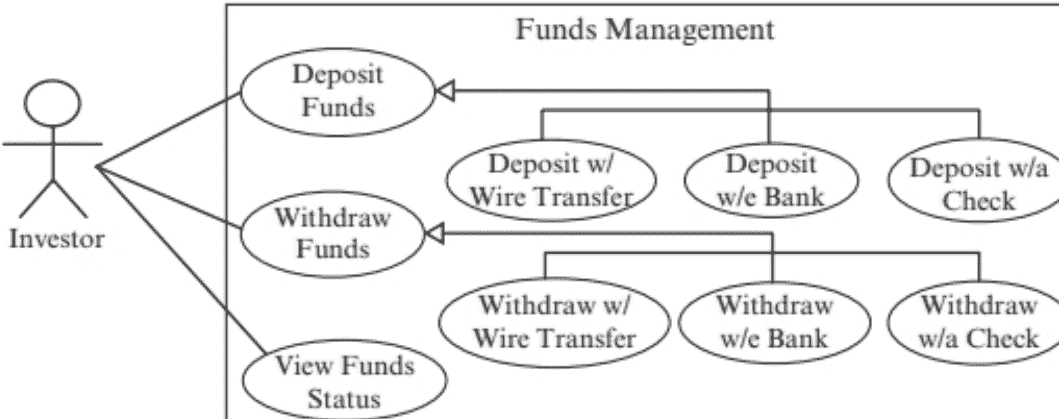 Funds Management
Deposit
Funds
Deposit w/
Wire Transfer
Deposit
w/e Bank
Deposit w/a
Check
Investor
Withdraw
Funds
Withdraw w/
Wire Transfer
Withdraw
w/e Bank
Withdraw
w/a Check
View Funds
Status